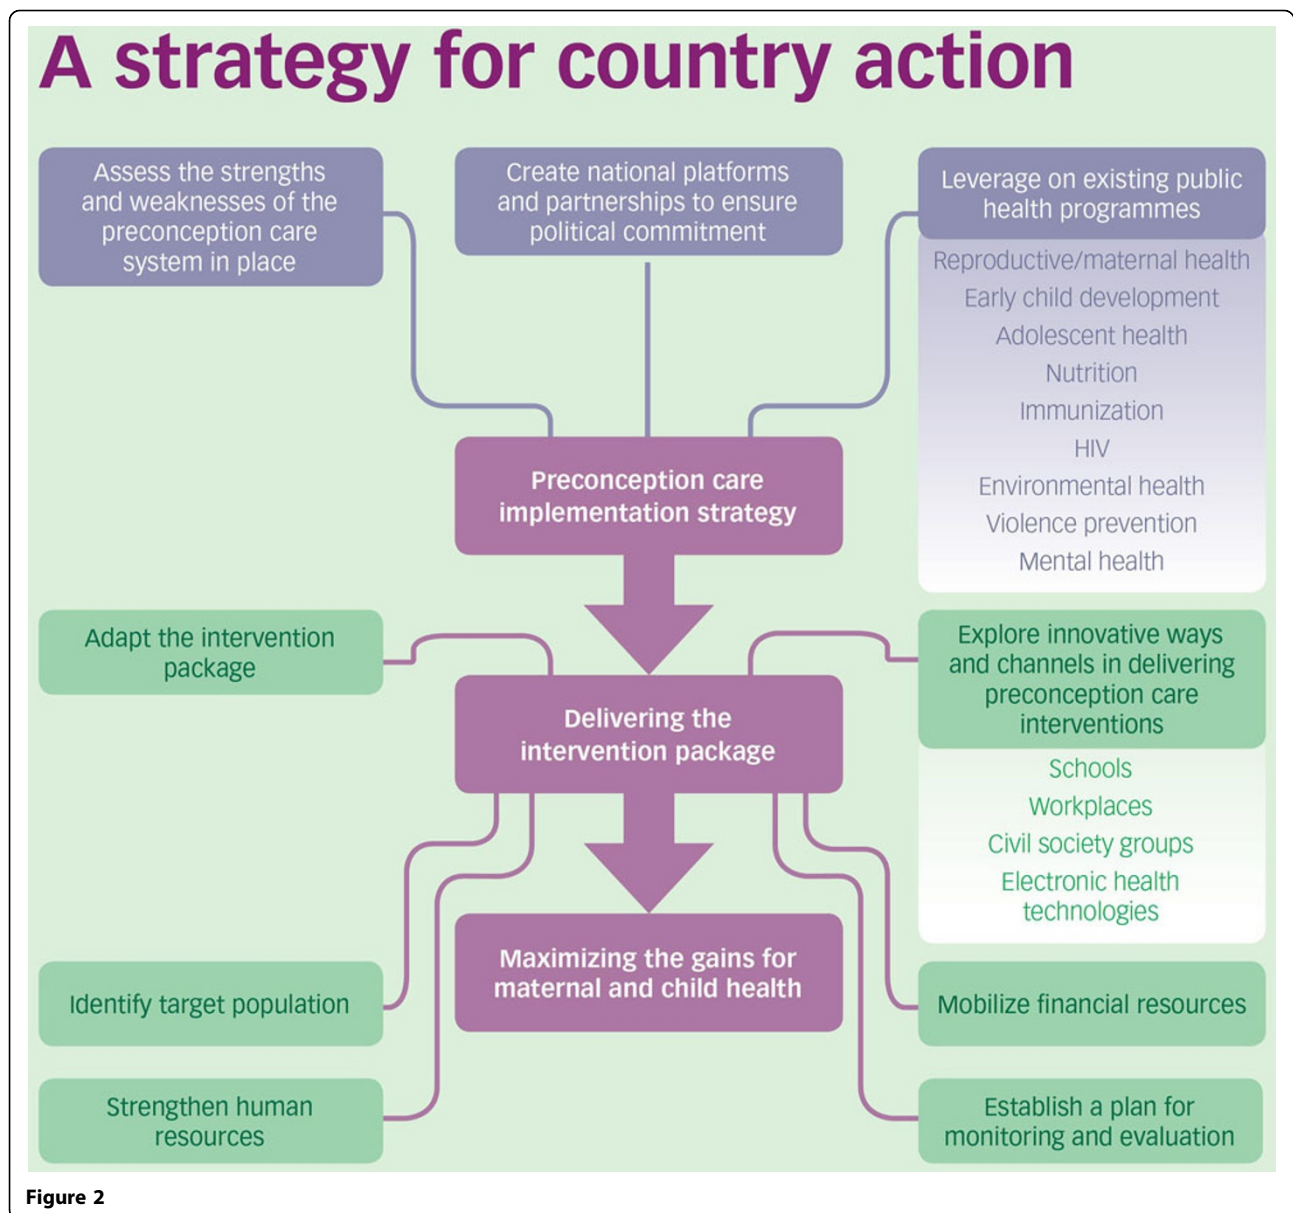 A strategy for country action
Assess the strengths
and weaknesses of the
preconception care
system in place
Create national platforms
and partnerships to ensure
political commitment
Leverage on existing public
health programmes
Reproductive/maternal health
Early child development
Adolescent health
Nutrition
Immunization
HIV
Environmental health
Violence prevention
Mental health
Preconception care
implementation strategy
Adapt the intervention
package
Explore innovative ways
and channels in delivering
preconception care
interventions
Schools
Workplaces
Civil society groups
Electronic health
technologies
Delivering the
intervention package
Maximizing the gains for
maternal and child health
Identify target population
Mobilize financial resources
Strengthen human
resources
Establish a plan for
monitoring and evaluation
Figure 2